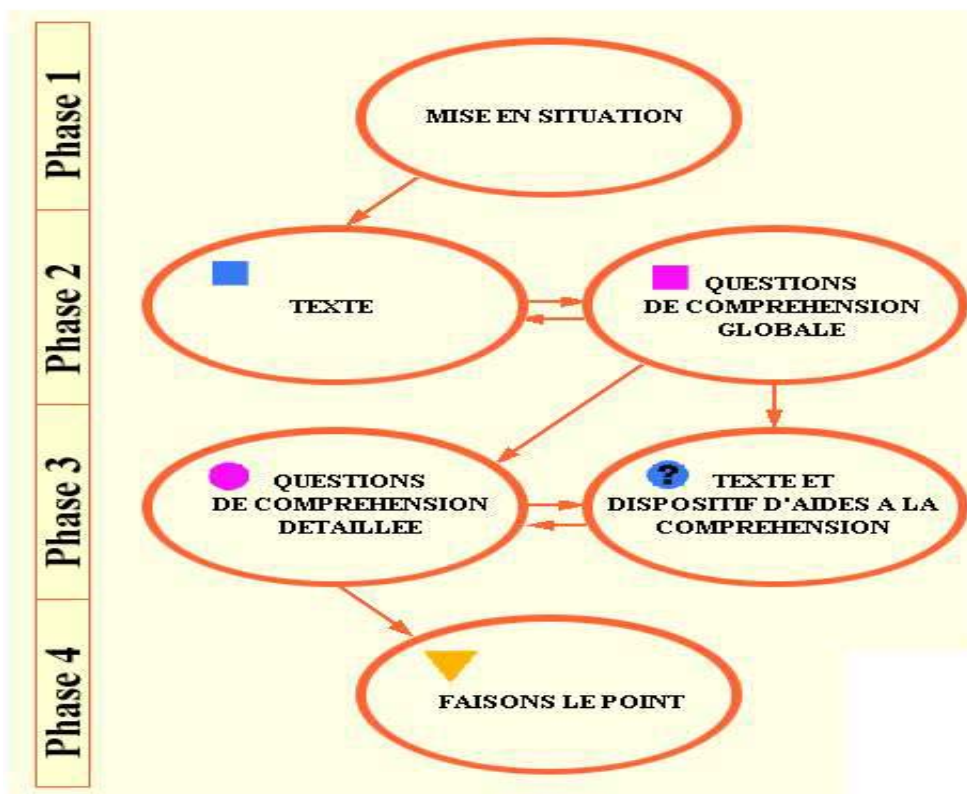 Phase 1
MISE EN SITUATION
Phase 2
TEXTE
QUESTIONS
DE COMPREHENSION
GLOBALE
Phase 3
QUESTIONS
DE COMPREHENSION
DETAILLEE
?
TEXTE ET
DISPOSITIF D'AIDES A LA
COMPREHENSION
Phase 4
FAISONS LE POINT